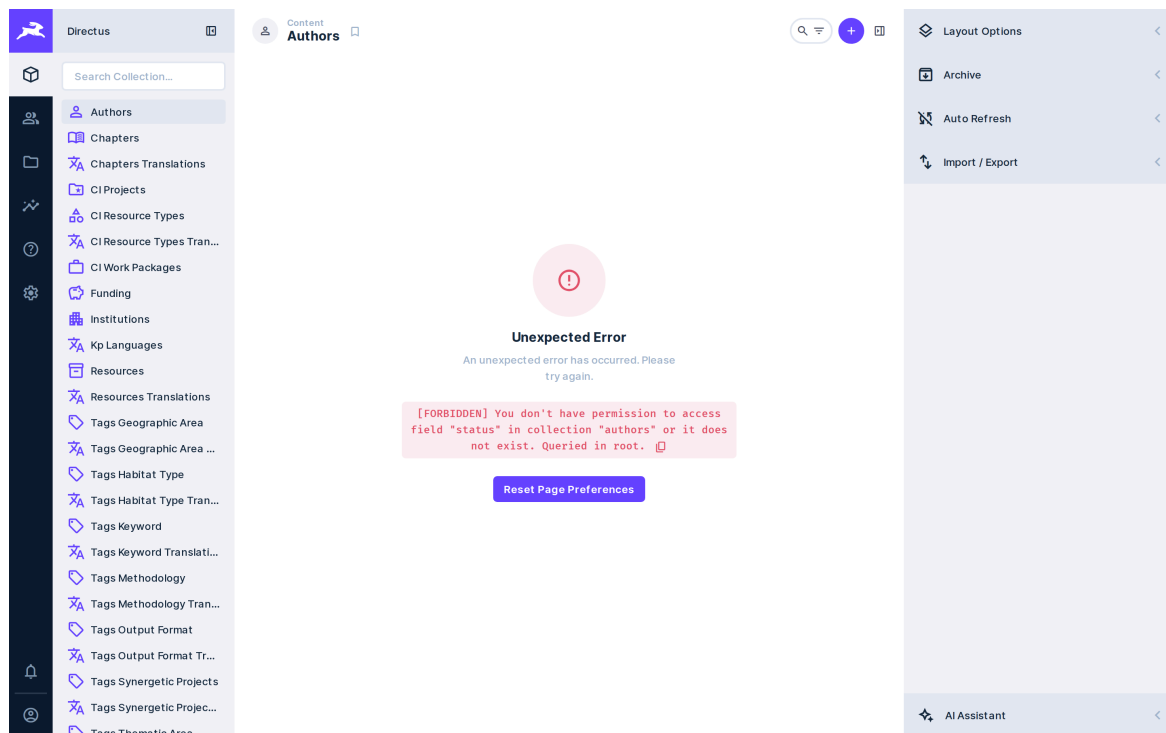 Directus
Search Collection...
Authors
Chapters
Chapters Translations
CI Projects
CI Resource Types
CI Resource Types Tran...
CI Work Packages
Funding
Institutions
Kp Languages
Resources
Resources Translations
Tags Geographic Area
Tags Geographic Area ...
Tags Habitat Type
Tags Habitat Type Tran...
Tags Keyword
Tags Keyword Translati...
Tags Methodology
Tags Methodology Tran...
Tags Output Format
Tags Output Format Tr...
Tags Synergetic Projects
Tags Synergetic Projec...
Tags Thematic Area
Content
Authors
Unexpected Error
An unexpected error has occurred. Please
try again.
[FORBIDDEN] You don't have permission to access
field "status" in collection "authors" or it does
not exist. Queried in root.
Reset Page Preferences
Layout Options
Archive
Auto Refresh
Import / Export
AI Assistant